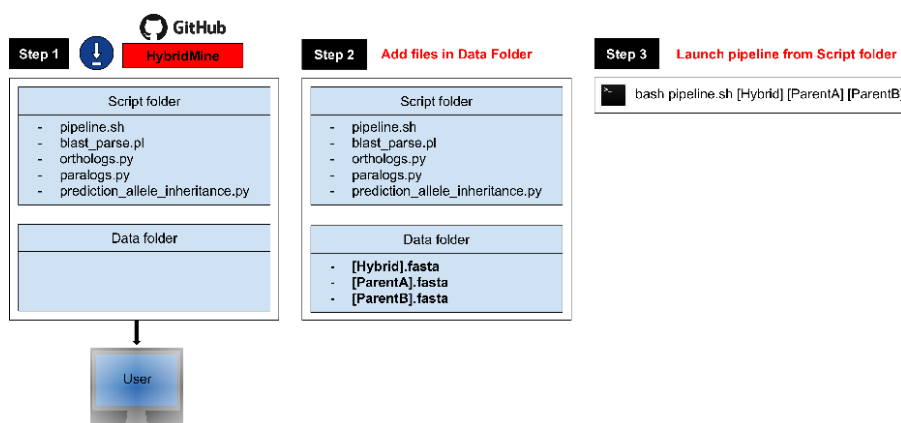 GitHub
Step 1
HybridMine
Script folder
- pipeline.sh
- blast_parse.pl
- orthologs.py
- paralogs.py
- prediction_allele_inheritance.py
Data folder
User
Step 2
Add files in Data Folder
Script folder
- pipeline.sh
- blast_parse.pl
- orthologs.py
- paralogs.py
- prediction_allele_inheritance.py
Data folder
- [Hybrid].fasta
- [ParentA].fasta
- [ParentB].fasta
Step 3
Launch pipeline from Script folder
>_
bash pipeline.sh [Hybrid] [ParentA] [ParentB]